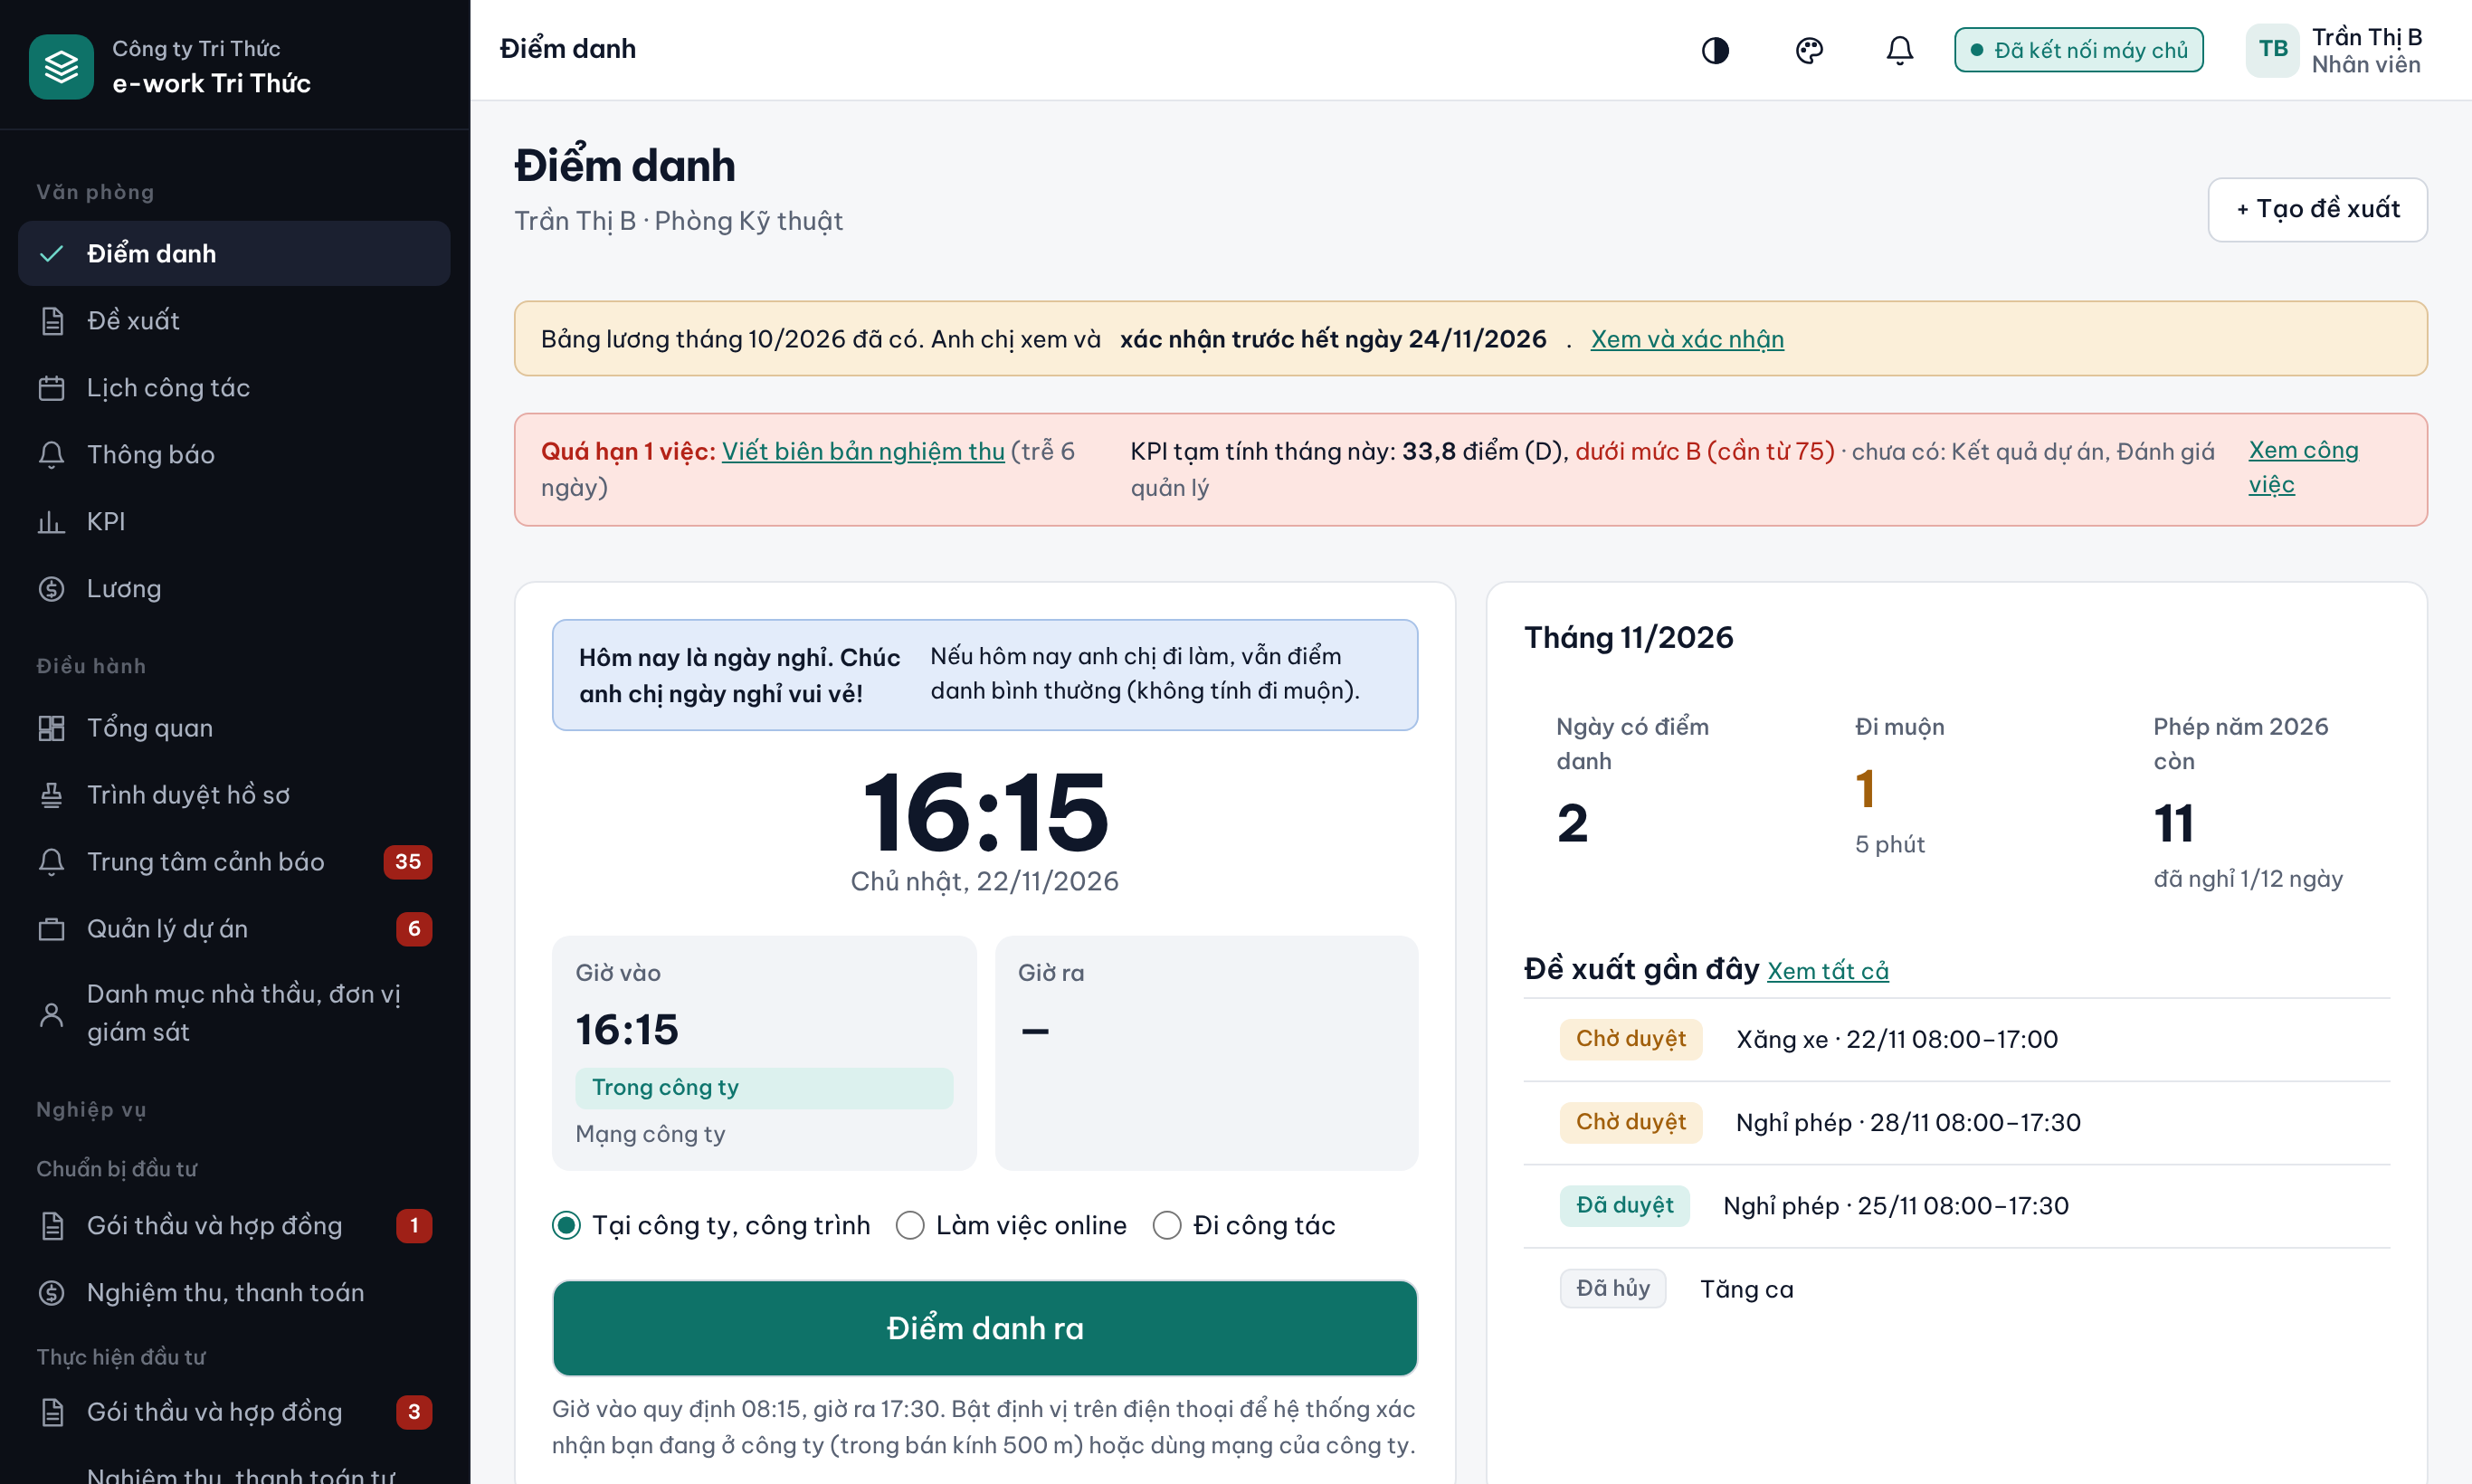 Công ty Tri Thức
e-work Tri Thức
Văn phòng
Điểm danh
Đề xuất
Lịch công tác
Thông báo
KPI
Lương
Điều hành
Tổng quan
Trình duyệt hồ sơ
Trung tâm cảnh báo 35
Quản lý dự án 6
Danh mục nhà thầu, đơn vị
giám sát
Nghiệp vụ
Chuẩn bị đầu tư
Gói thầu và hợp đồng 1
Nghiệm thu, thanh toán
Thực hiện đầu tư
Gói thầu và hợp đồng 3
Nghiệm thu, thanh toán tư
Điểm danh
Đã kết nối máy chủ
TB
Trần Thị B
Nhân viên
Điểm danh
Trần Thị B · Phòng Kỹ thuật
+ Tạo đề xuất
Bảng lương tháng 10/2026 đã có. Anh chị xem và xác nhận trước hết ngày 24/11/2026 . Xem và xác nhận
Quá hạn 1 việc: Viết biên bản nghiệm thu (trễ 6
ngày)
KPI tạm tính tháng này: 33,8 điểm (D), dưới mức B (cần từ 75) · chưa có: Kết quả dự án, Đánh giá
quản lý
Xem công
việc
Hôm nay là ngày nghỉ. Chúc
anh chị ngày nghỉ vui vẻ!
Nếu hôm nay anh chị đi làm, vẫn điểm
danh bình thường (không tính đi muộn).
16:15
Chủ nhật, 22/11/2026
Giờ vào
16:15
Trong công ty
Mạng công ty
Giờ ra
–
Tại công ty, công trình
Làm việc online
Đi công tác
Điểm danh ra
Giờ vào quy định 08:15, giờ ra 17:30. Bật định vị trên điện thoại để hệ thống xác
nhận bạn đang ở công ty (trong bán kính 500 m) hoặc dùng mạng của công ty.
Tháng 11/2026
Ngày có điểm
danh
2
Đi muộn
1
5 phút
Phép năm 2026
còn
11
đã nghỉ 1/12 ngày
Đề xuất gần đây Xem tất cả
Chờ duyệt Xăng xe · 22/11 08:00–17:00
Chờ duyệt Nghỉ phép · 28/11 08:00–17:30
Đã duyệt Nghỉ phép · 25/11 08:00–17:30
Đã hủy Tăng ca